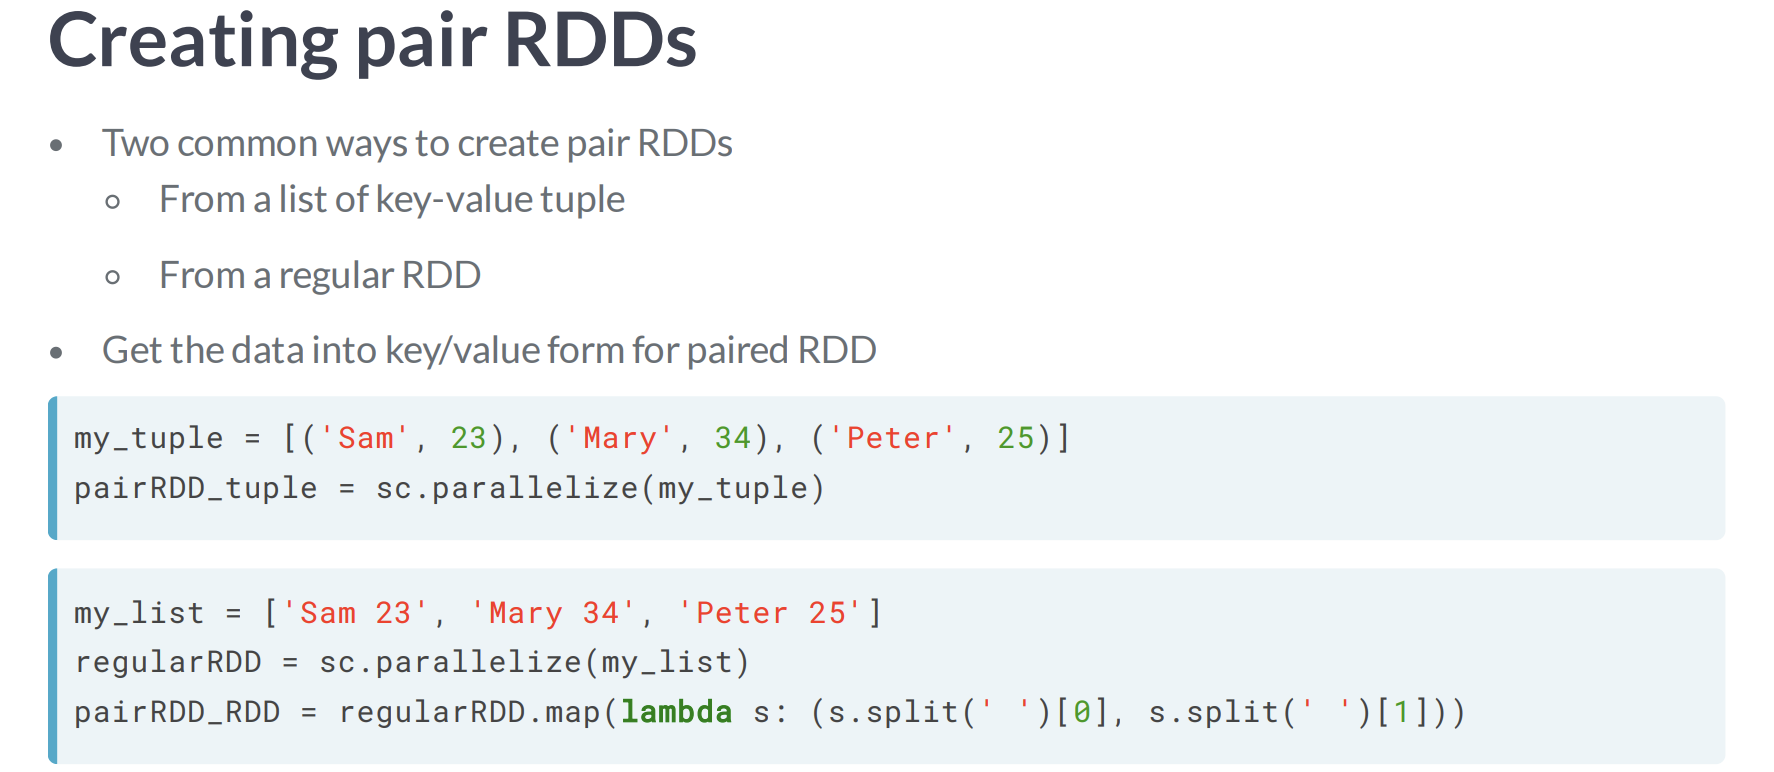 Creating pair RDDs
• Two common ways to create pair RDDs
○ From a list of key-value tuple
○ From a regular RDD
• Get the data into key/value form for paired RDD
my_tuple = [('Sam', 23), ('Mary', 34), ('Peter', 25)]
pairRDD_tuple = sc.parallelize(my_tuple)
my_list = ['Sam 23', 'Mary 34', 'Peter 25']
regularRDD = sc.parallelize(my_list)
pairRDD_RDD = regularRDD.map(lambda s: (s.split(' ')[0], s.split(' ')[1]))